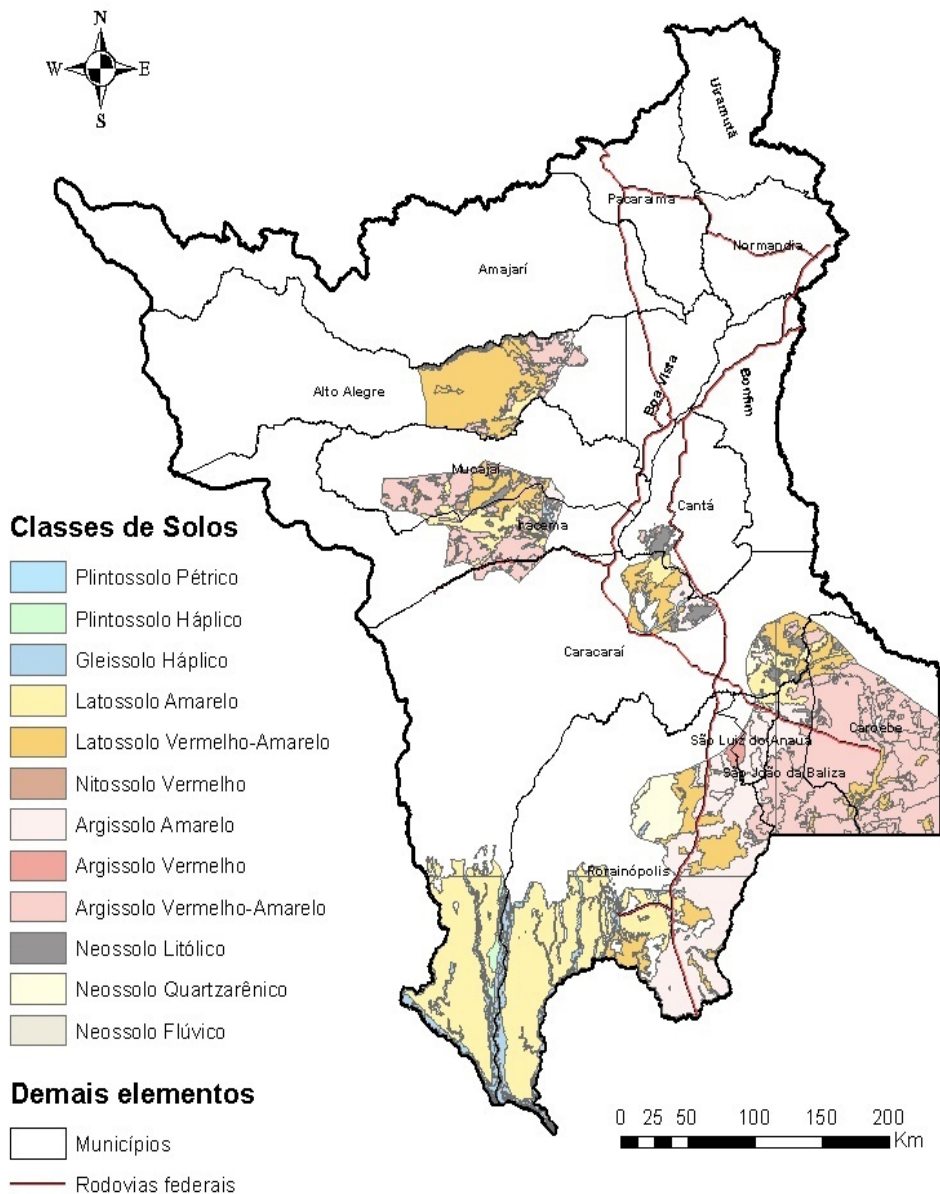 N
W
E
S
Uiramutã
Pacaraima
Normandia
Amajarí
Boa Vista
Bonfim
Alto Alegre
Mucajaí
Cantá
Iracema
Classes de Solos
Plintossolo Pétrico
Plintossolo Háplico
Gleissolo Háplico
Latossolo Amarelo
Latossolo Vermelho-Amarelo
Nitossolo Vermelho
Argissolo Amarelo
Argissolo Vermelho
Argissolo Vermelho-Amarelo
Neossolo Litólico
Neossolo Quartzarênico
Neossolo Flúvico
Caracaraí
Caroebe
São Luiz do Anauá
São João da Baliza
Rorainópolis
Demais elementos
Municípios
Rodovias federais
0 25 50 100 150 200
Km